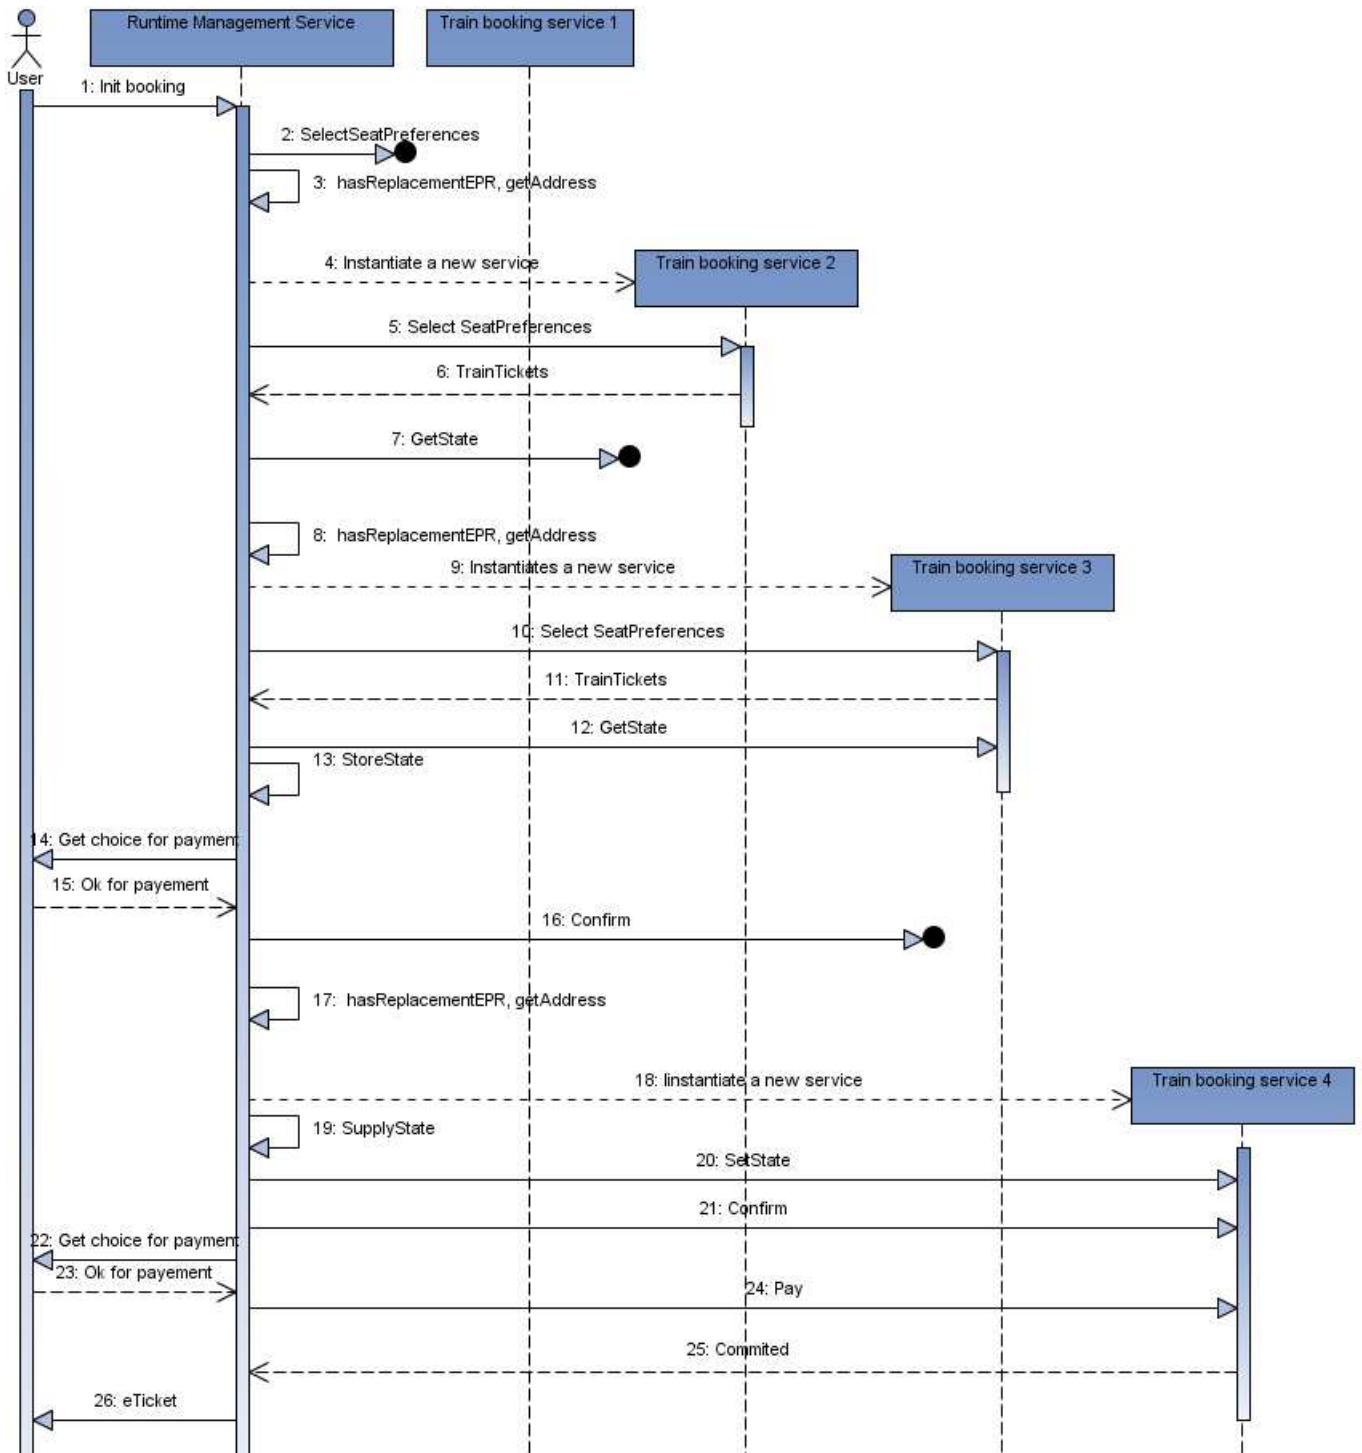 Runtime Management Service
Train booking service 1
User
1: Init booking
2: SelectSeatPreferences
3: hasReplacementEPR, getAddress
4: Instantiate a new service
Train booking service 2
5: Select SeatPreferences
6: TrainTickets
7: GetState
8: hasReplacementEPR, getAddress
9: Instantiates a new service
Train booking service 3
10: Select SeatPreferences
11: TrainTickets
12: GetState
13: StoreState
14: Get choice for payment
15: Ok for payement
16: Confirm
17: hasReplacementEPR, getAddress
18: Iinstantiate a new service
Train booking service 4
19: SupplyState
20: SetState
21: Confirm
22: Get choice for payment
23: Ok for payement
24: Pay
25: Commited
26: eTicket